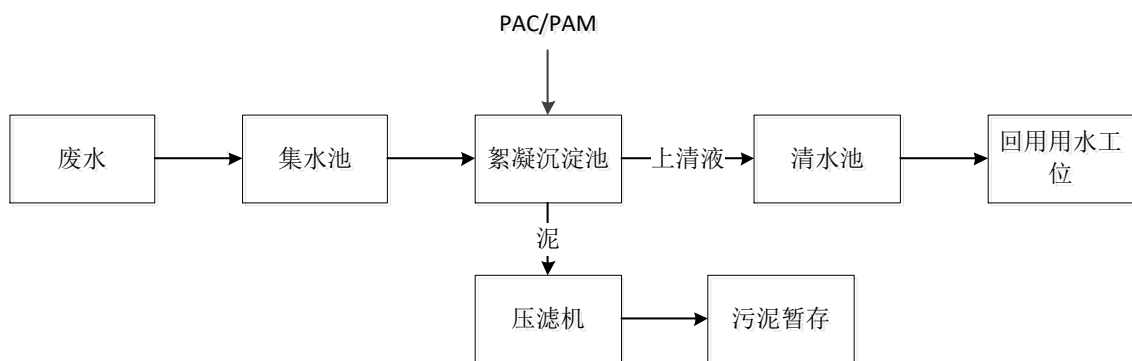 PAC/PAM
废水
集水池
絮凝沉淀池
上清液
清水池
回用用水工
位
泥
压滤机
污泥暂存